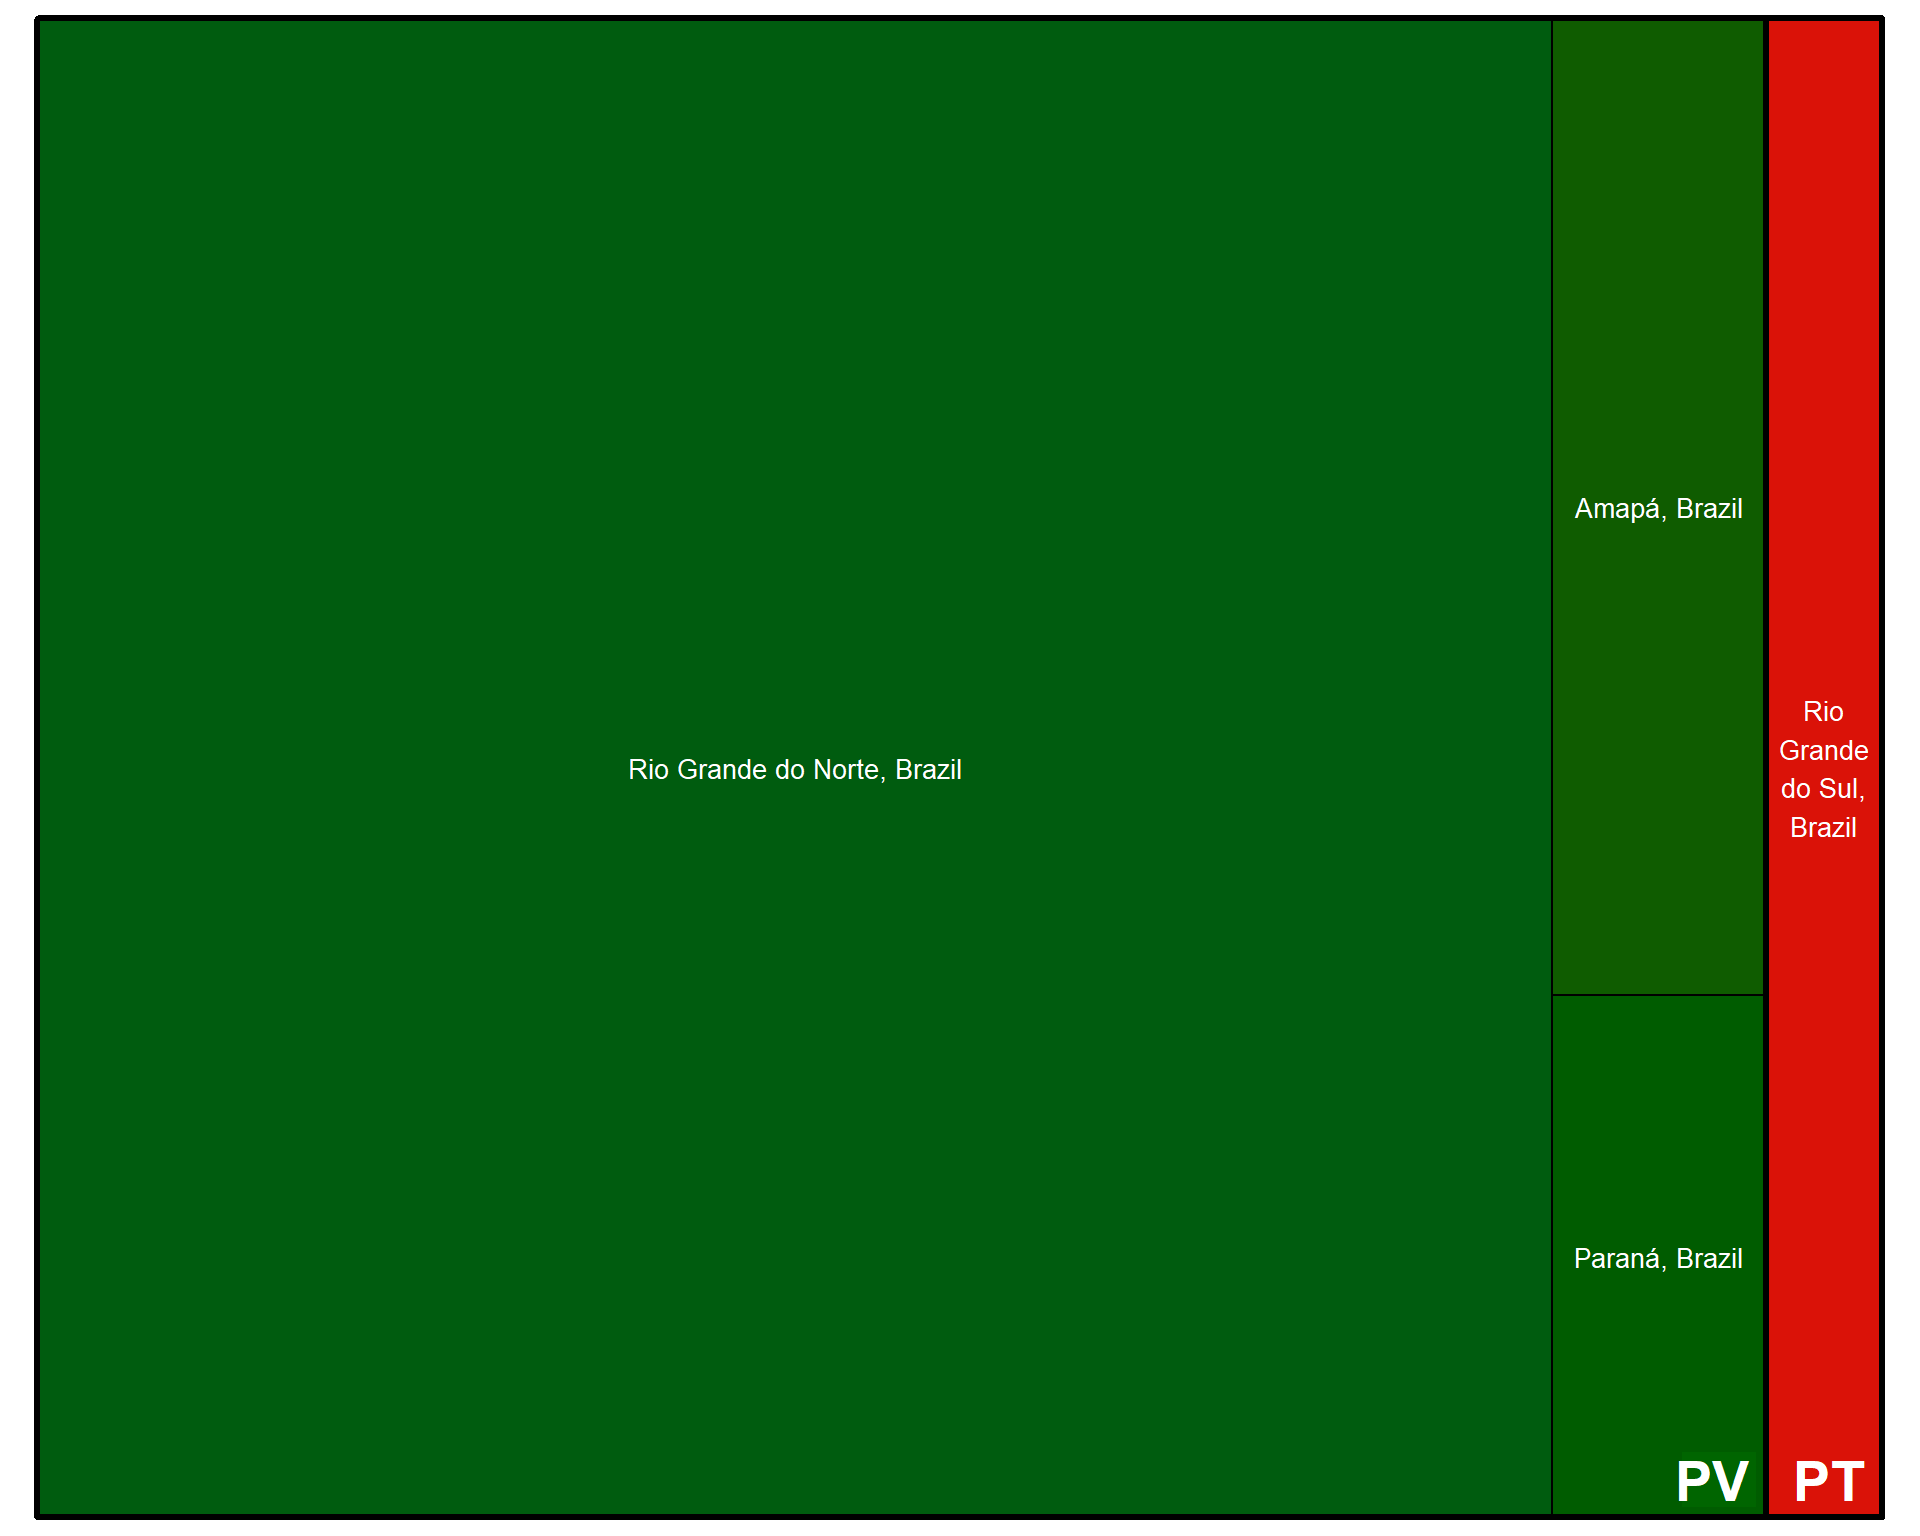 Rio Grande do Norte, Brazil
Amapá, Brazil
Paraná, Brazil
PV
Rio
Grande
do Sul,
Brazil
PT